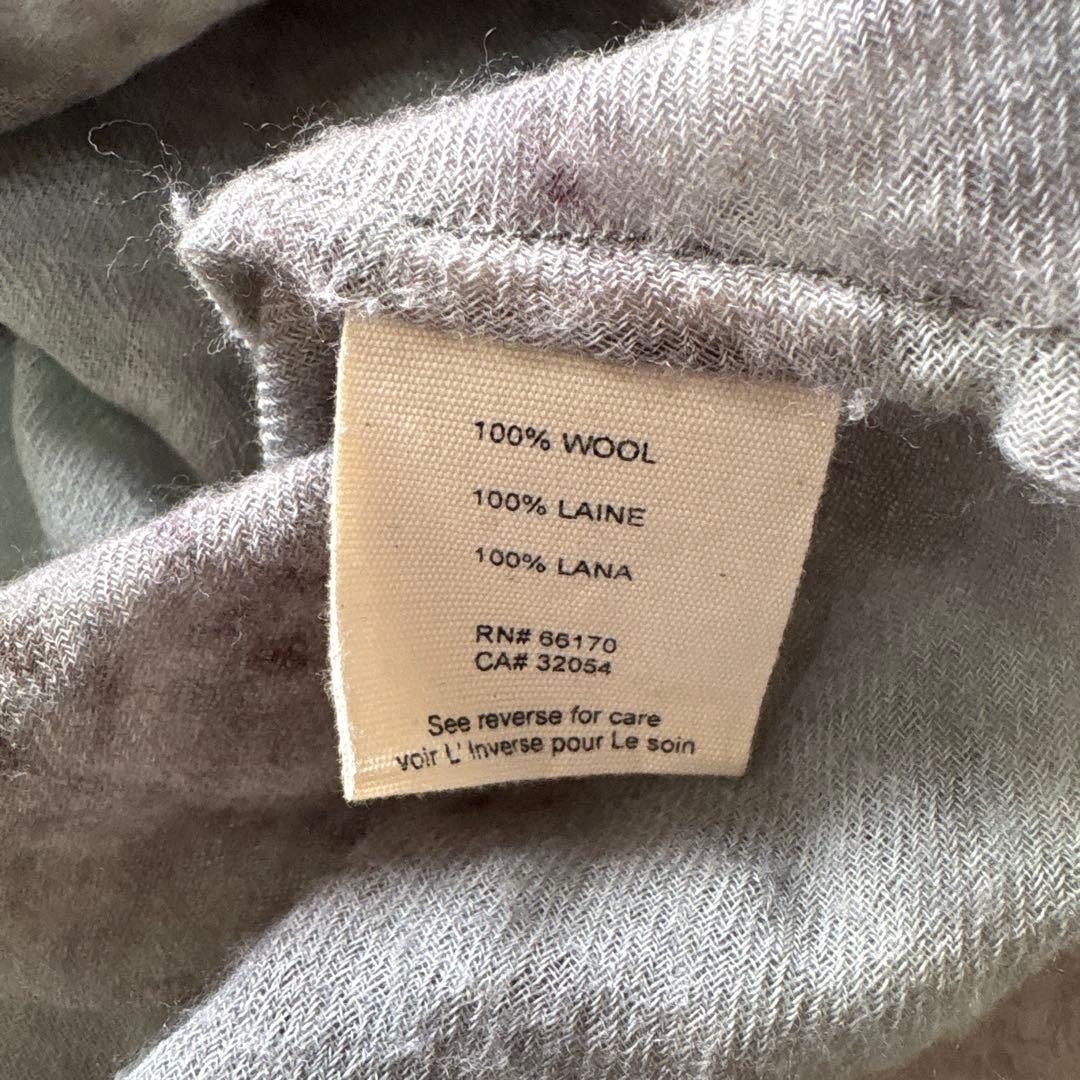 100% WOOL
100% LAINE
100% LANA
RN# 66170
CA# 32054
See reverse for care
voir L' Inverse pour Le soin